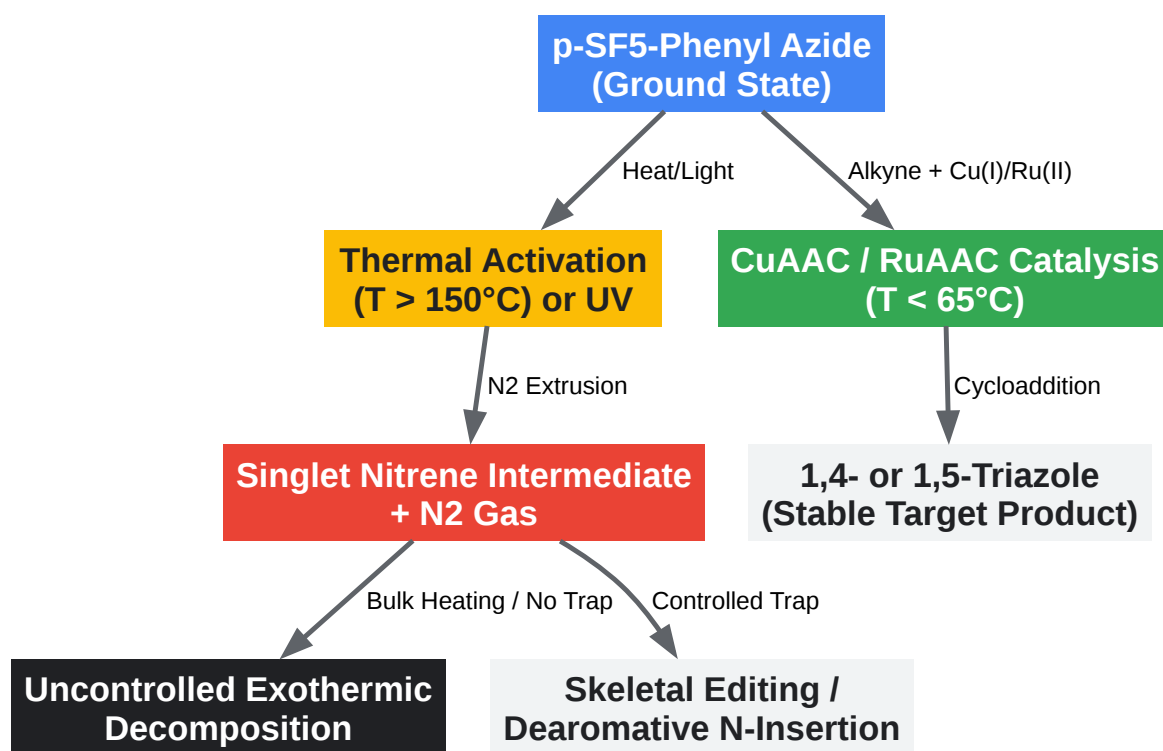 p-SF5-Phenyl Azide
(Ground State)
Heat/Light
Alkyne + Cu(I)/Ru(II)
Thermal Activation
(T > 150°C) or UV
CuAAC / RuAAC Catalysis
(T < 65°C)
N2 Extrusion
Cycloaddition
Singlet Nitrene Intermediate
+ N2 Gas
1,4- or 1,5-Triazole
(Stable Target Product)
Bulk Heating / No Trap
Controlled Trap
Uncontrolled Exothermic
Decomposition
Skeletal Editing /
Dearomative N-Insertion